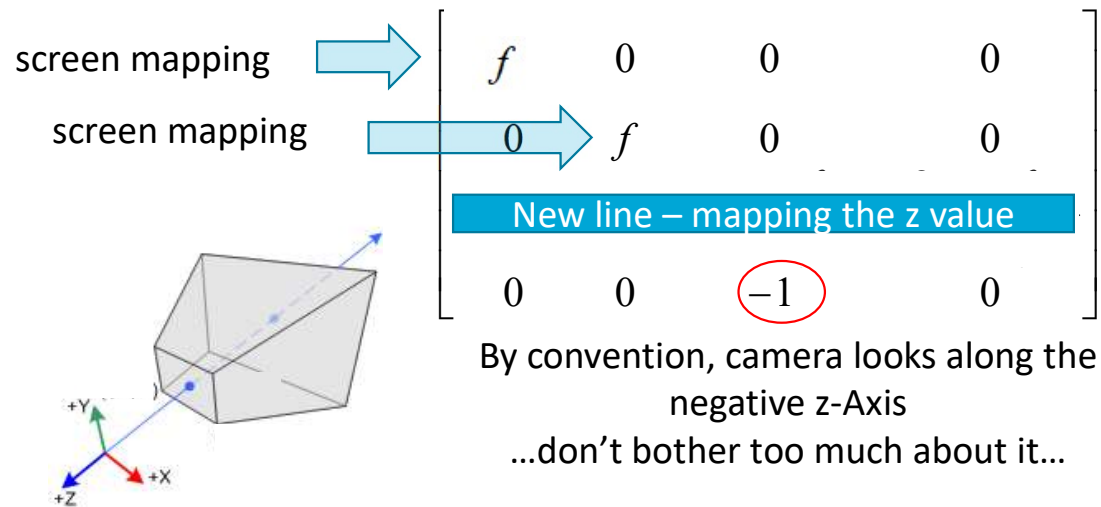 screen mapping
f 0 0 0
screen mapping
0 f 0 0
New line – mapping the z value
0 0 –1 0
By convention, camera looks along the
negative z-Axis
…don't bother too much about it…
+Y
)
+X
+Z